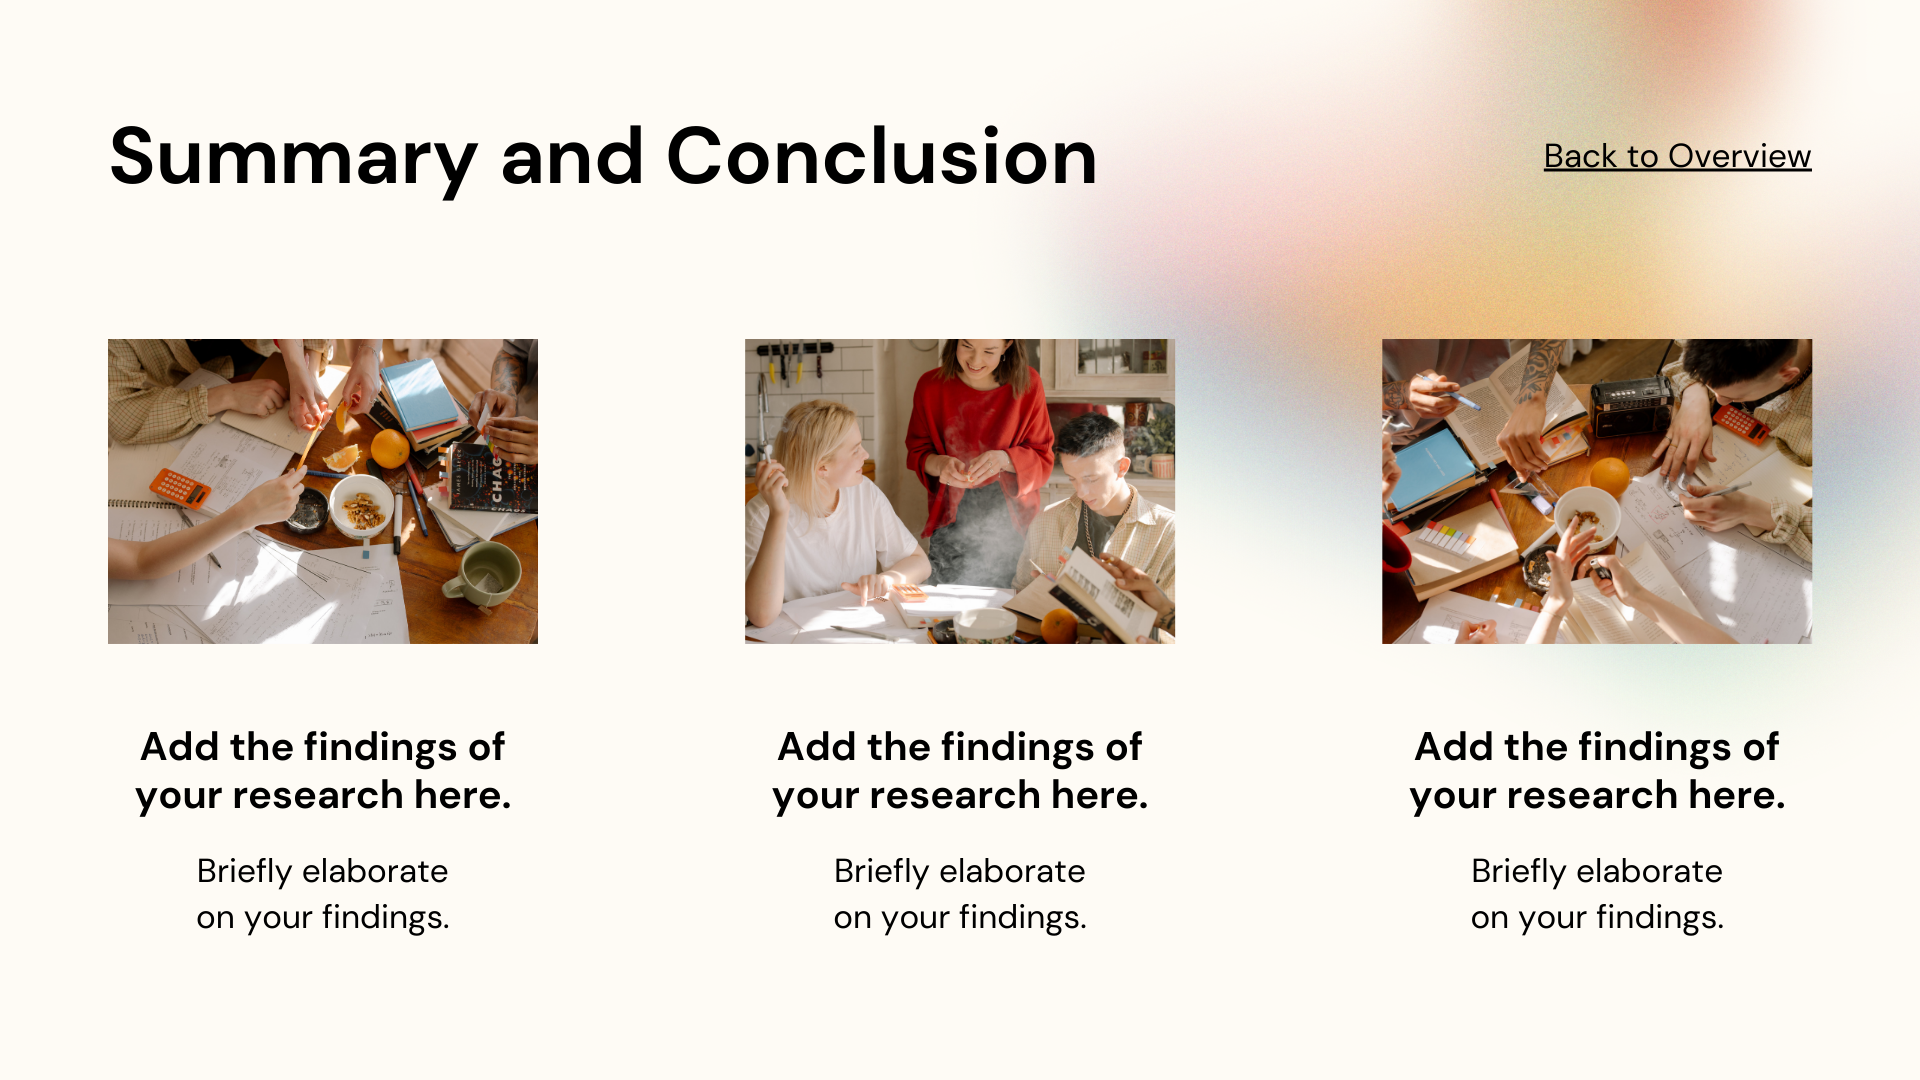 Summary and Conclusion
Back to Overview
Add the findings of
your research here.
Briefly elaborate
on your findings.
Add the findings of
your research here.
Briefly elaborate
on your findings.
Add the findings of
your research here.
Briefly elaborate
on your findings.